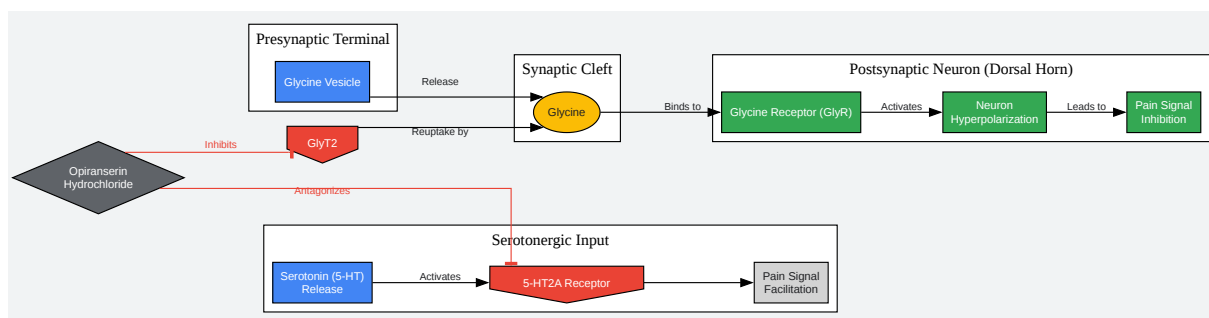 Presynaptic Terminal
Glycine Vesicle
Release
Synaptic Cleft
Glycine
Postsynaptic Neuron (Dorsal Horn)
Binds to
Glycine Receptor (GlyR)
Activates
Neuron
Hyperpolarization
Leads to
Pain Signal
Inhibition
GlyT2
Reuptake by
Inhibits
Opiranserin
Hydrochloride
Antagonizes
Serotonergic Input
Serotonin (5-HT)
Release
Activates
5-HT2A Receptor
Pain Signal
Facilitation